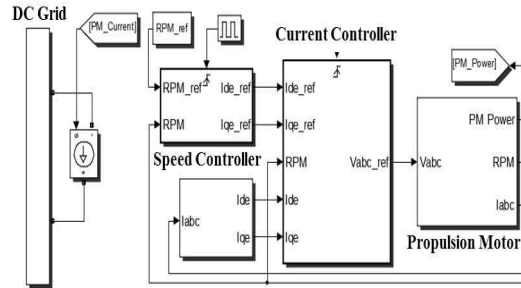 DC Grid
[PM_Current]
RPM_ref
Current Controller
[PM_Power]
RPM_ref
Ide_ref
Ide_ref
RPM
Iqe_ref
Iqe_ref
Speed Controller
RPM
Vabc_ref
Vabc
PM Power
RPM
Iabc
Iabc
Ide
Iqe
Ide
Iqe
Propulsion Motor